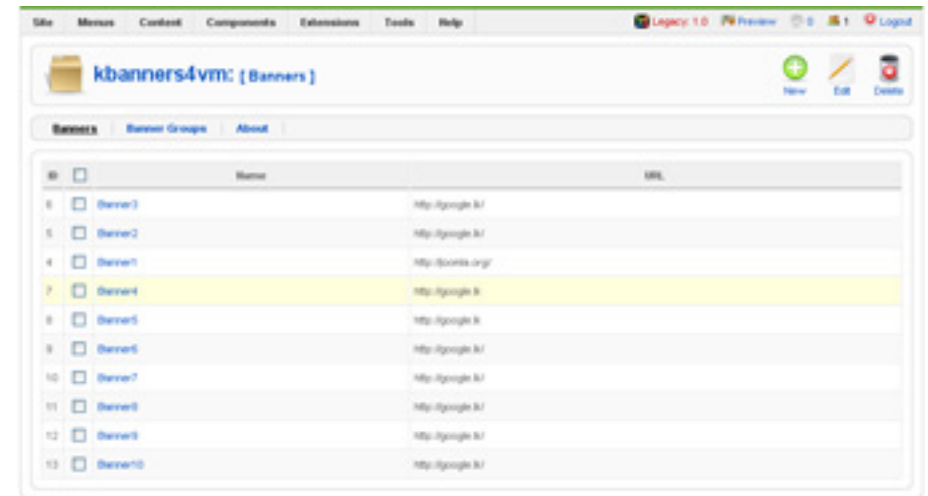 Site Menus Content Components Extensions Tools Help Legacy: 1.0 Preview 0 1 Logout
kbanners4vm: [ Banners ]
New Edit Delete
Banners Banner Groups About
ID Name URL
6 Banner3 http://google.lk/
5 Banner2 http://google.lk/
4 Banner1 http://joomla.org/
7 Banner4 http://google.lk
8 Banner5 http://google.lk
9 Banner6 http://google.lk/
10 Banner7 http://google.lk/
11 Banner8 http://google.lk/
12 Banner9 http://google.lk/
13 Banner10 http://google.lk/